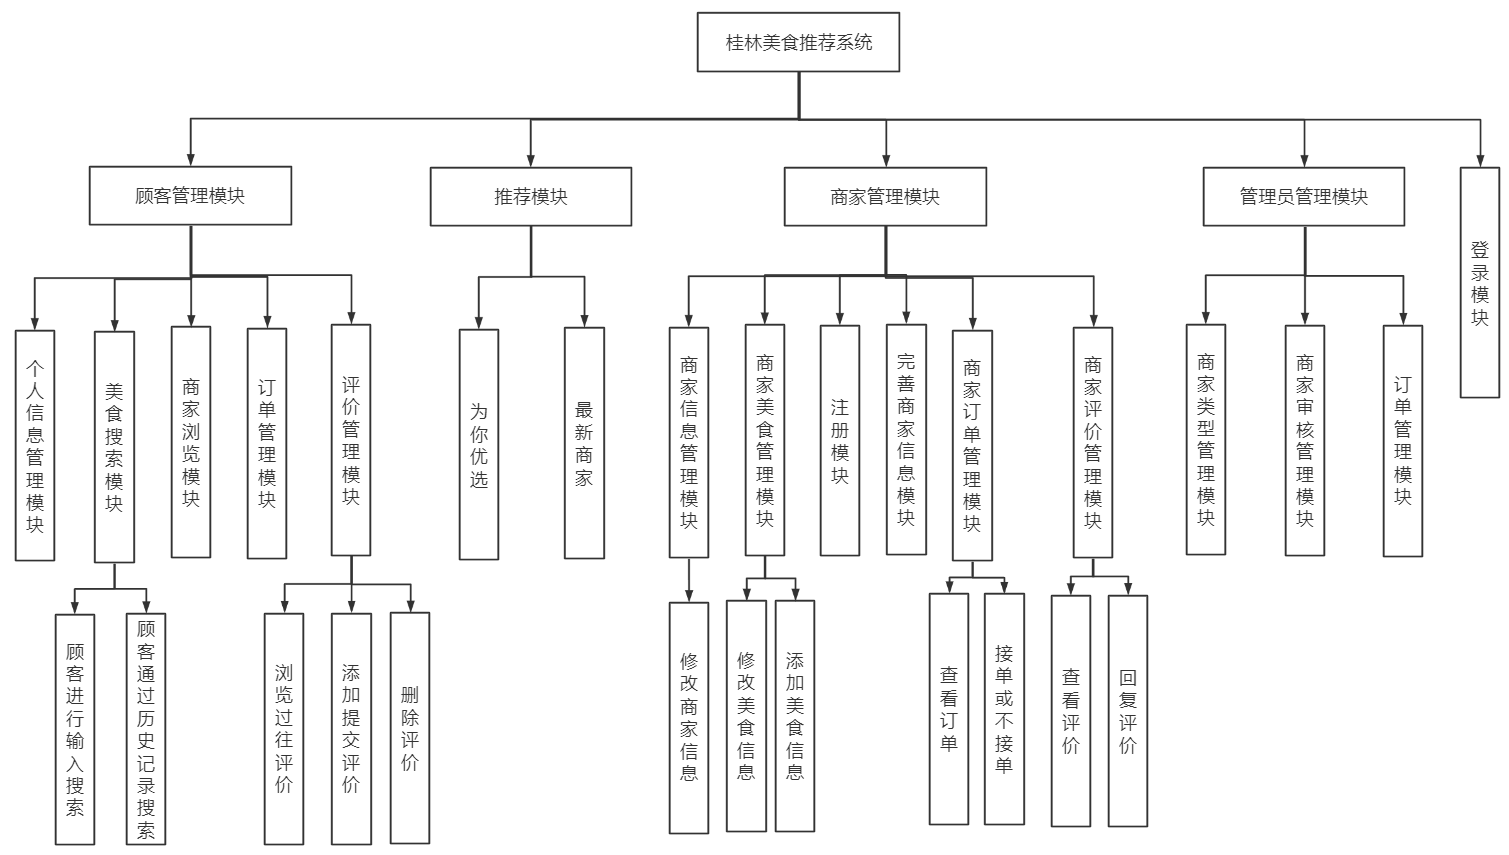 桂林美食推荐系统
顾客管理模块
推荐模块
商家管理模块
管理员管理模块
登录模块
个人信息管理模块
美食搜索模块
商家浏览模块
订单管理模块
评价管理模块
为你优选
最新商家
商家信息管理模块
商家美食管理模块
注册模块
完善商家信息模块
商家订单管理模块
商家评价管理模块
商家类型管理模块
商家审核管理模块
订单管理模块
顾客进行输入搜索
顾客通过历史记录搜索
浏览过往评价
添加提交评价
删除评价
修改商家信息
修改美食信息
添加美食信息
查看订单
接单或不接单
查看评价
回复评价